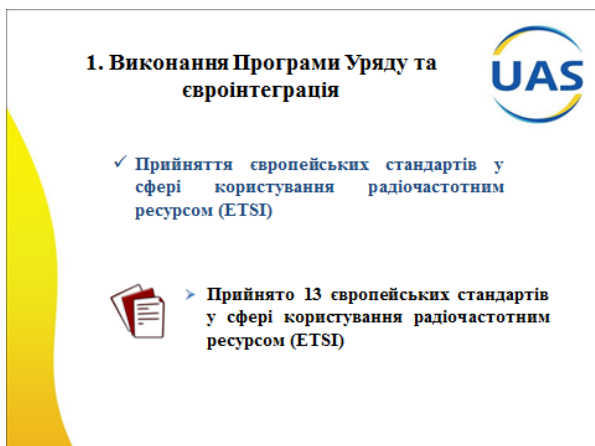 1. Виконання Програми Уряду та
євроінтеграція
UAS
✓ Прийняття європейських стандартів у
сфері користування радіочастотним
ресурсом (ETSI)
➢ Прийнято 13 європейських стандартів
у сфері користування радіочастотним
ресурсом (ETSI)